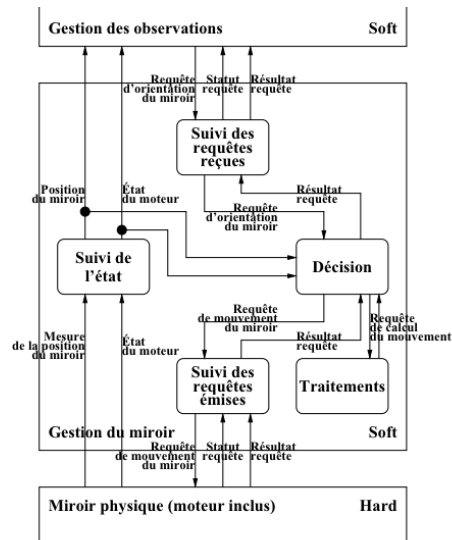 Gestion des observations
Soft
Requête
d'orientation
du miroir
Statut
requête
Résultat
requête
Suivi des
requêtes
reçues
Position
du miroir
État
du moteur
Résultat
requête
Requête
d'orientation
du miroir
Suivi de
l'état
Décision
Mesure
de la position
du miroir
État
du moteur
Requête
de mouvement
du miroir
Résultat
requête
Requête
de calcul
du mouvement
Suivi des
requêtes
émises
Traitements
Gestion du miroir
Soft
Requête
de mouvement
du miroir
Statut
requête
Résultat
requête
Miroir physique (moteur inclus)
Hard